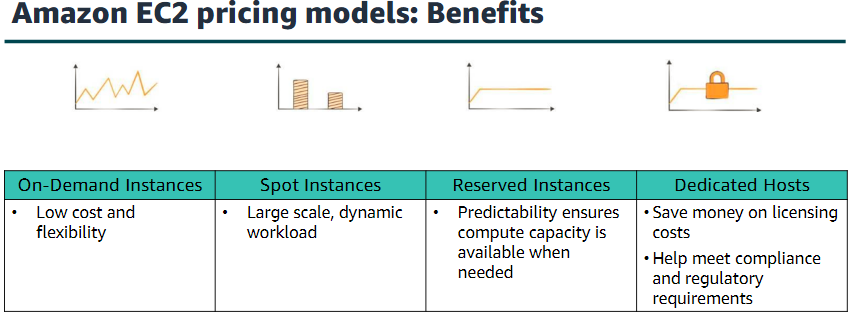 Amazon EC2 pricing models: Benefits
On-Demand Instances
Spot Instances
Reserved Instances
Dedicated Hosts
• Low cost and
flexibility
• Large scale, dynamic
workload
• Predictability ensures
compute capacity is
available when
needed
• Save money on licensing
costs
• Help meet compliance
and regulatory
requirements